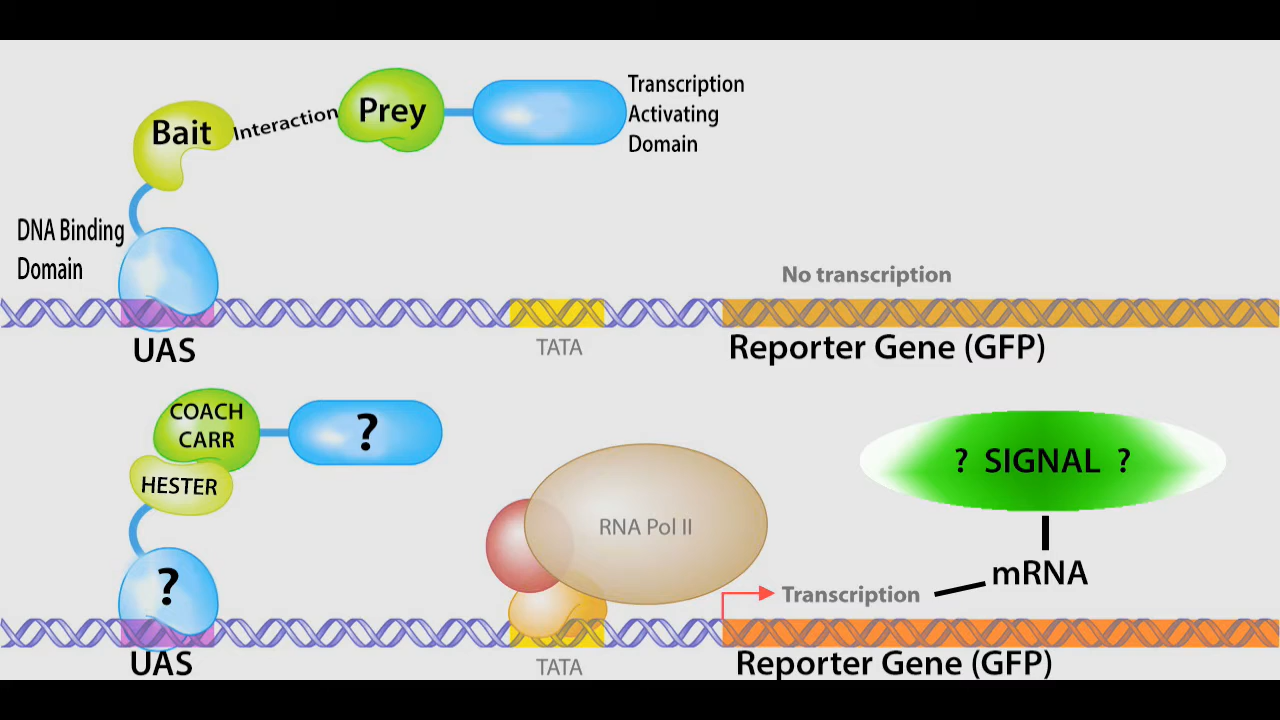 Transcription
Activating
Domain
Prey
Interaction
Bait
DNA Binding
Domain
No transcription
UAS
TATA
Reporter Gene (GFP)
COACH
CARR
?
HESTER
? SIGNAL ?
RNA Pol II
mRNA
?
Transcription
UAS
TATA
Reporter Gene (GFP)